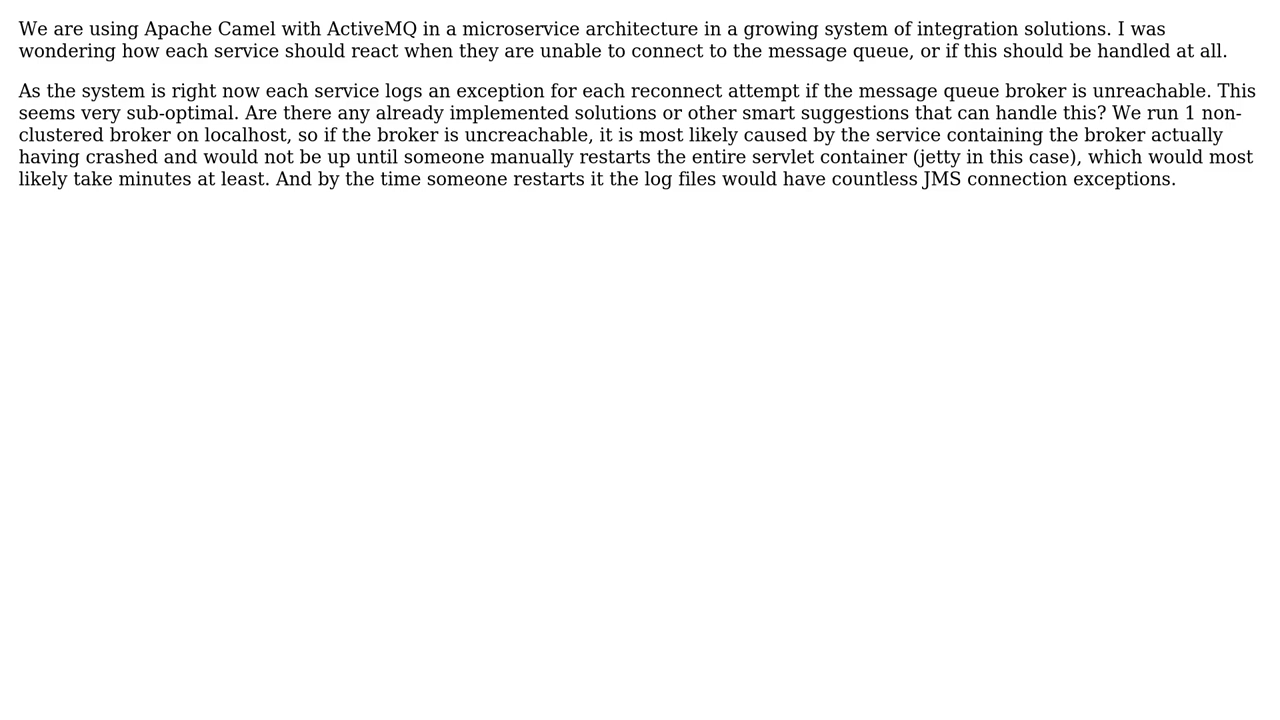 We are using Apache Camel with ActiveMQ in a microservice architecture in a growing system of integration solutions. I was
wondering how each service should react when they are unable to connect to the message queue, or if this should be handled at all.
As the system is right now each service logs an exception for each reconnect attempt if the message queue broker is unreachable. This
seems very sub-optimal. Are there any already implemented solutions or other smart suggestions that can handle this? We run 1 non-
clustered broker on localhost, so if the broker is uncreachable, it is most likely caused by the service containing the broker actually
having crashed and would not be up until someone manually restarts the entire servlet container (jetty in this case), which would most
likely take minutes at least. And by the time someone restarts it the log files would have countless JMS connection exceptions.